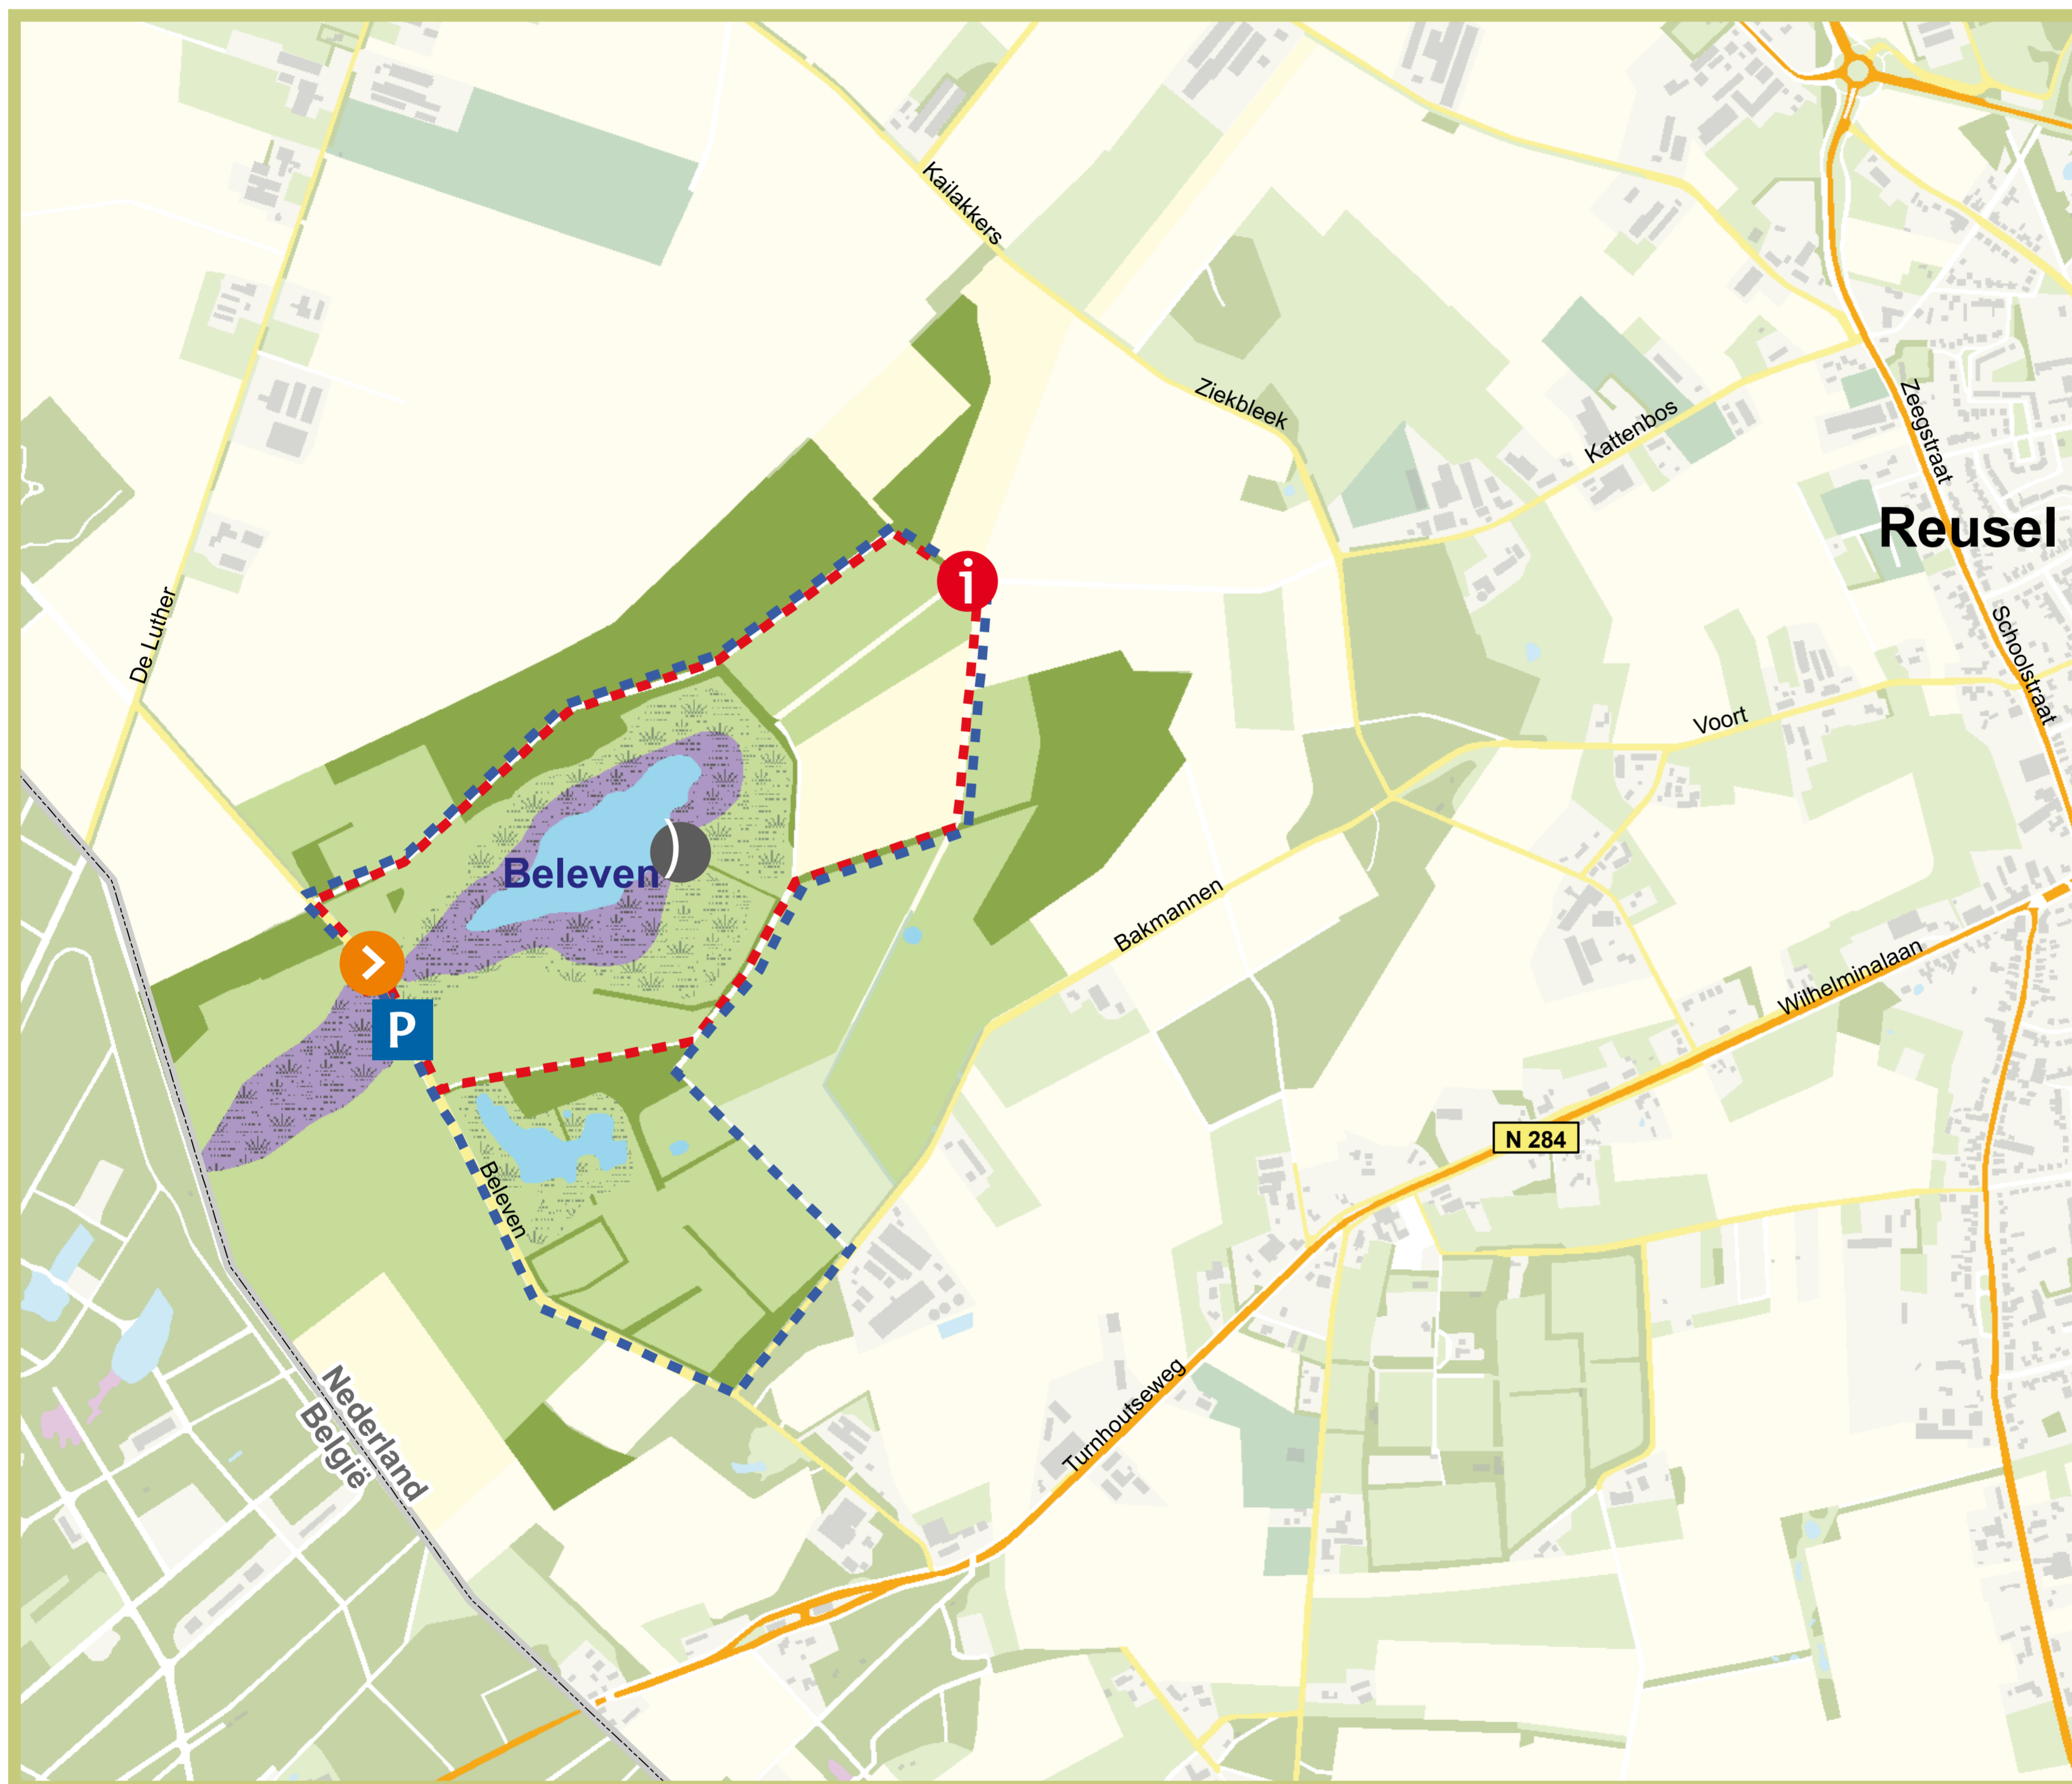 Kailakkers
Ziekbleek
Kattenbos
Zeegstraat
Reusel
De Luther
i
Schoolstraat
Voort
Beleven
Bakmannen
Wilhelminalaan
P
N 284
Beleven
Turnhoutseweg
Nederland
België